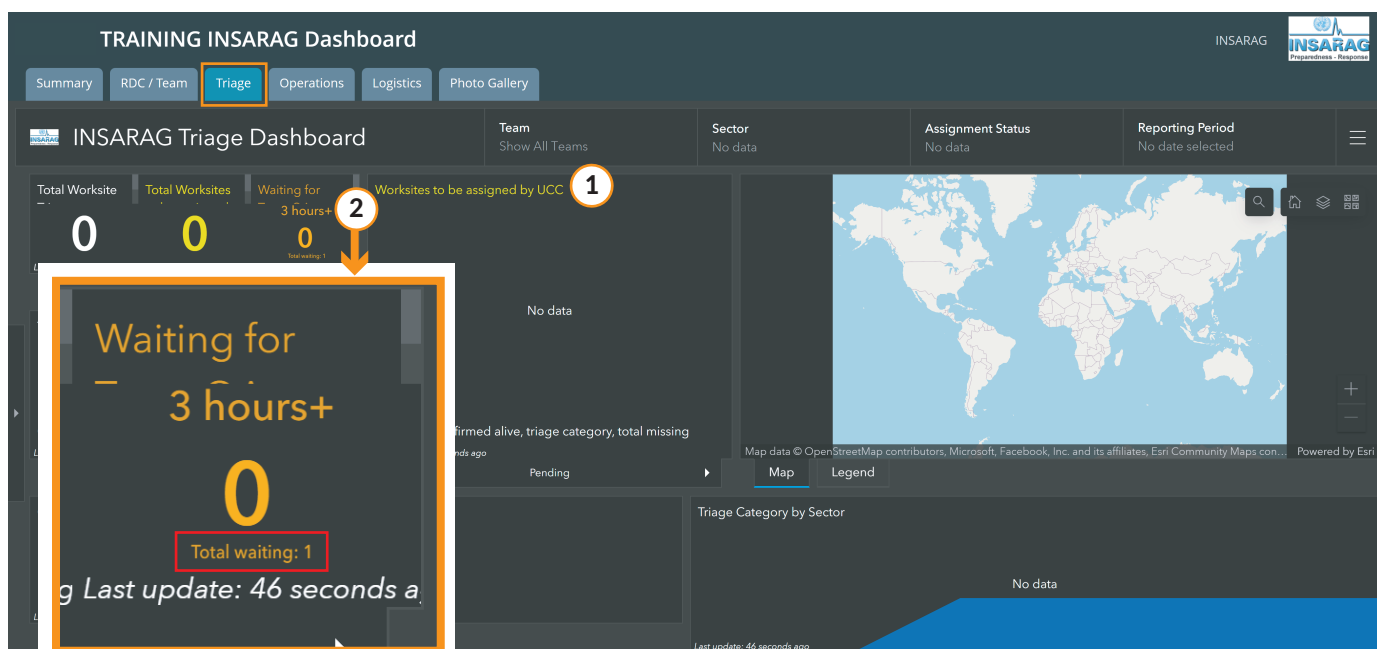 TRAINING INSARAG Dashboard
INSARAG
INSARAG
Preparedness - Response
Summary
RDC / Team
Triage
Operations
Logistics
Photo Gallery
INSARAG Triage Dashboard
Team
Show All Teams
Sector
No data
Assignment Status
No data
Reporting Period
No date selected
Total Worksite
0
Total Worksites
0
Waiting for
3 hours+
0
Total waiting: 1
2
Worksites to be assigned by UCC
1
No data
firmed alive, triage category, total missing
nds ago
Pending
Map data © OpenStreetMap contributors, Microsoft, Facebook, Inc. and its affiliates, Esri Community Maps con...
Powered by Esri
Map
Legend
Waiting for
3 hours+
0
Total waiting: 1
g Last update: 46 seconds a
Triage Category by Sector
No data
Last update: 46 seconds ago